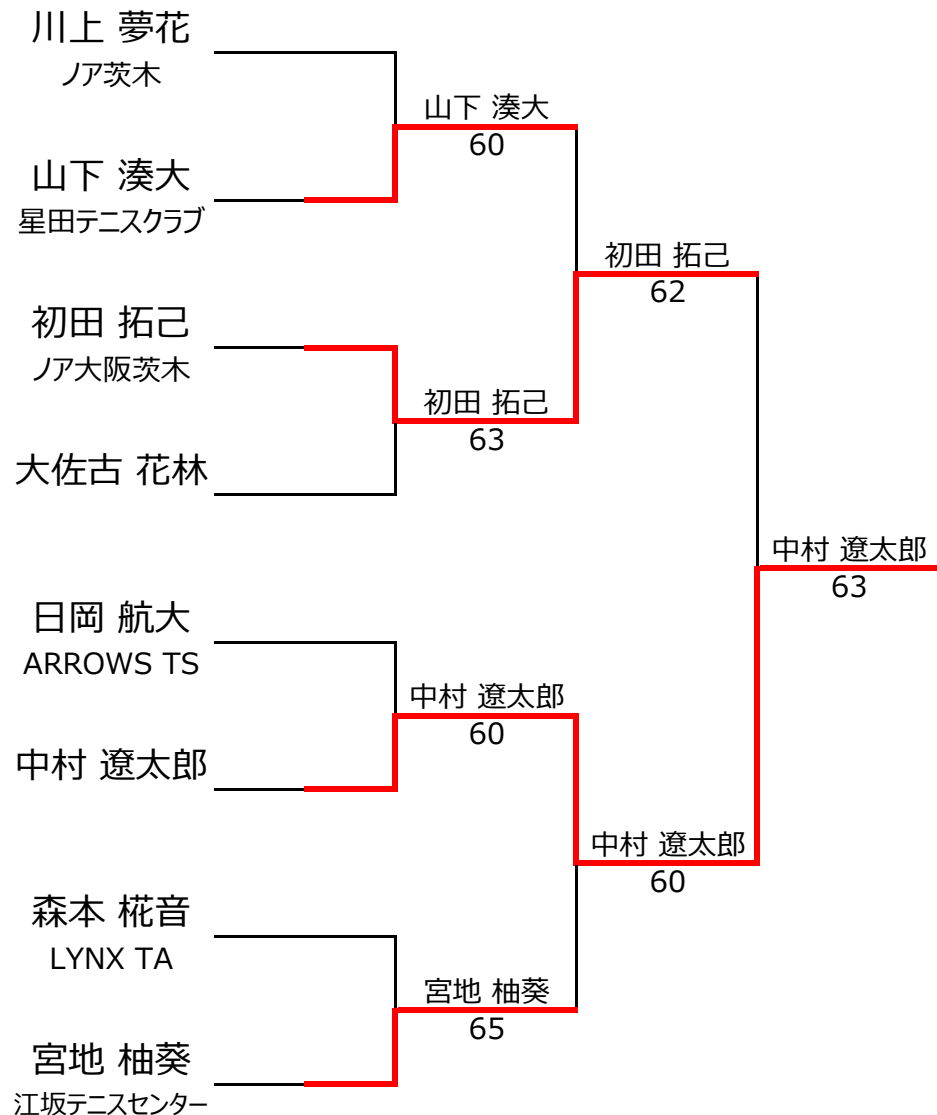 川上 夢花
ノア茨木
山下 湊大
60
山下 湊大
星田テニスクラブ
初田 拓己
62
初田 拓己
ノア大阪茨木
初田 拓己
63
大佐古 花林
中村 遼太郎
63
日岡 航大
ARROWS TS
中村 遼太郎
60
中村 遼太郎
中村 遼太郎
60
森本 椛音
LYNX TA
宮地 柚葵
65
宮地 柚葵
江坂テニスセンター